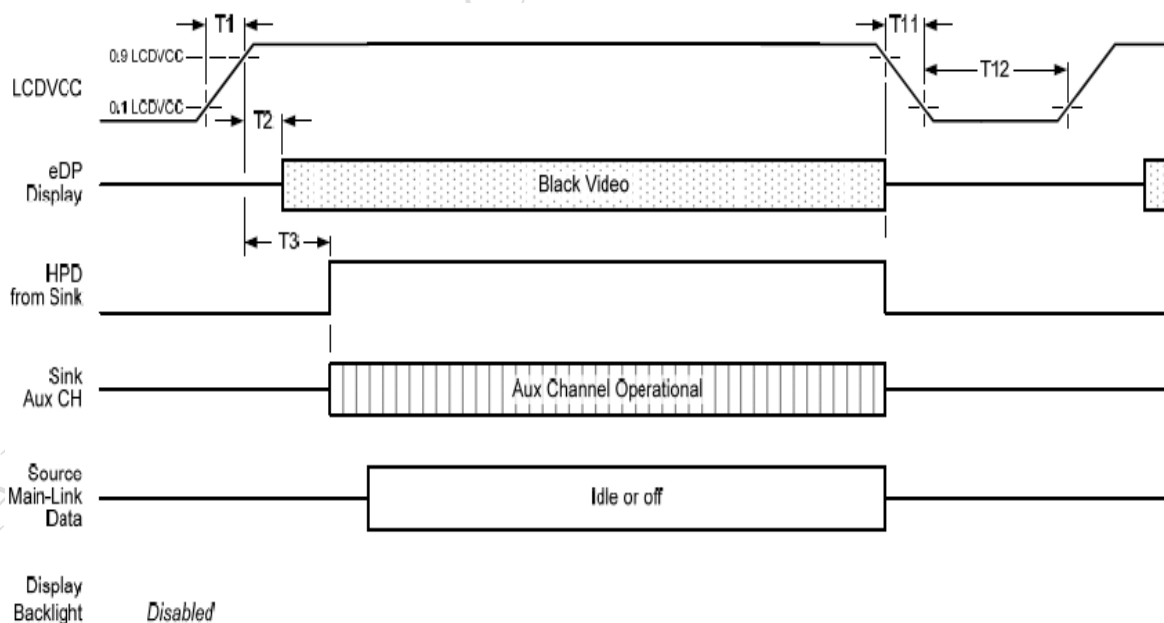 T1
T11
0.9 LCDVCC
LCDVCC
T12
0.1 LCDVCC
T2
eDP
Display
Black Video
T3
HPD
from Sink
Sink
Aux CH
Aux Channel Operational
Source
Main-Link
Data
Idle or off
Display
Backlight
Disabled